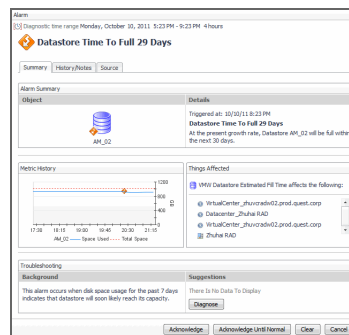 Alarm
Diagnostic time range Monday, October 10, 2011 5:23 PM - 9:23 PM 4 hours
Datastore Time To Full 29 Days
Summary History/Notes Source
Alarm Summary
Object
Details
AM_02
Triggered at: 10/10/11 8:23 PM
Datastore Time To Full 29 Days
At the present growth rate, Datastore AM_02 will be full within the next 30 days.
Metric History
1200
800
400
0
GB
17:30 18:15 19:00 19:45 20:30 21:15
AM_02 Space Used Total Space
Things Affected
VMW Datastore Estimated Fill Time affects the following:
VirtualCenter_zhuvcradw02.prod.quest.corp
Datacenter_Zhuhai RAD
VirtualCenter_zhuvcradw02.prod.quest.corp
Zhuhai RAD
Troubleshooting
Background
Suggestions
This alarm occurs when disk space usage for the past 7 days
indicates that datastore will soon likely reach its capacity.
There Is No Data To Display
Diagnose
Acknowledge Acknowledge Until Normal Clear Cancel